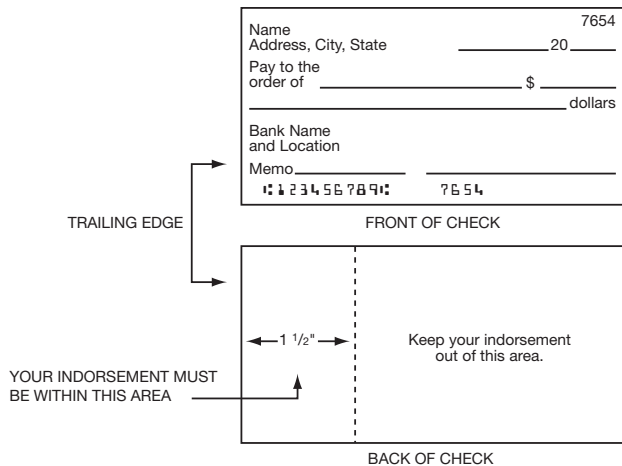 7654
Name
Address, City, State 20
Pay to the
order of $
dollars
Bank Name
and Location
Memo
⑆123456789⑆ 7654
TRAILING EDGE
FRONT OF CHECK
1 1/2"
Keep your indorsement
out of this area.
YOUR INDORSEMENT MUST
BE WITHIN THIS AREA
BACK OF CHECK